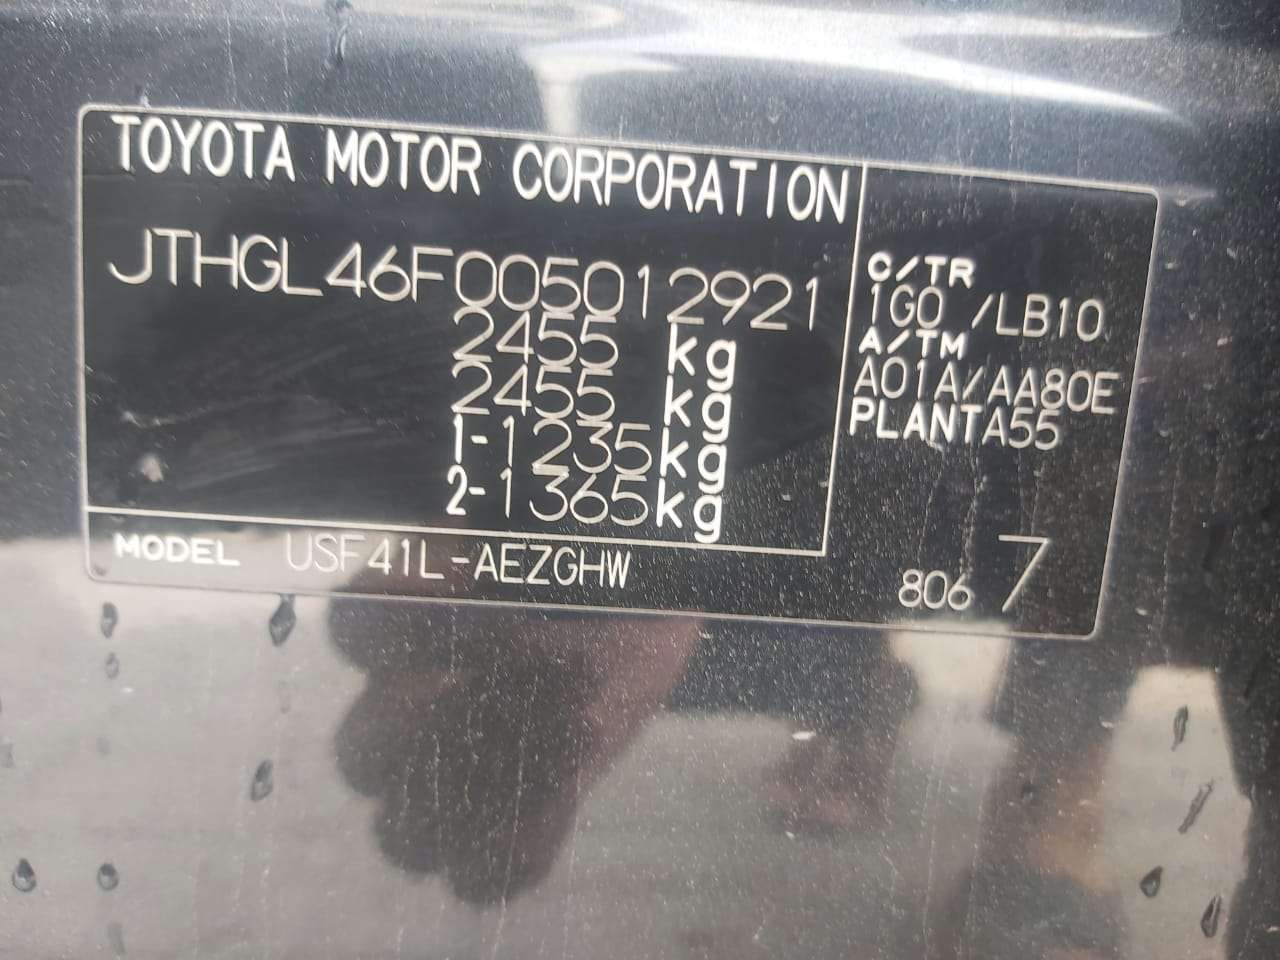 TOYOTA MOTOR CORPORATION
JTHGL46F005012921
2455 kg
2455 kg
1-1235kg
2-1365kg
MODEL USF41L-AEZGHW
C/TR
1G0 /LB10
A/TM
A01A/AA80E
PLANTA55
806 7